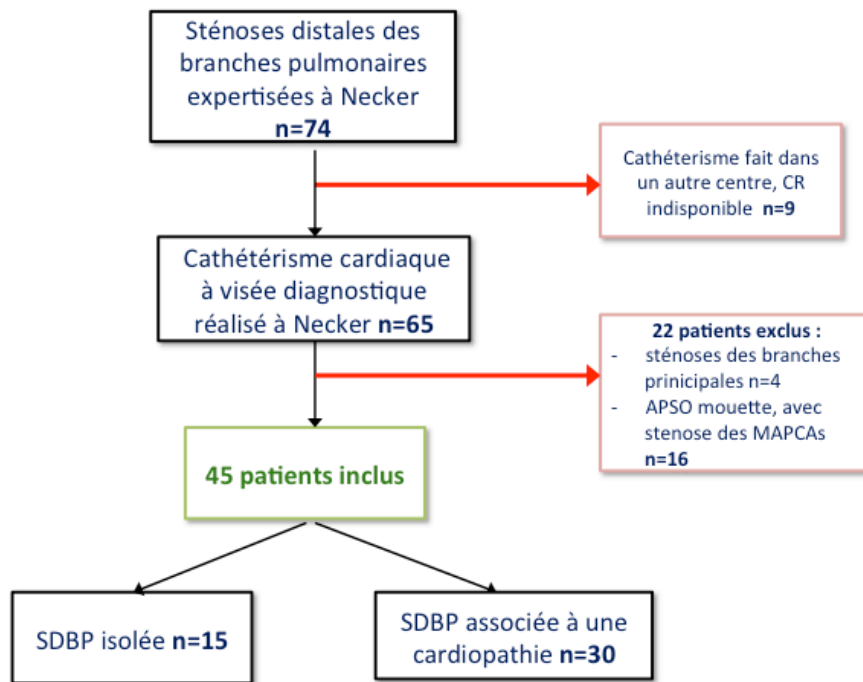 Sténoses distales des
branches pulmonaires
expertisées à Necker
n=74
Cathéterisme fait dans
un autre centre, CR
indisponible n=9
Cathétérisme cardiaque
à visée diagnostique
réalisé à Necker n=65
22 patients exclus :
- sténoses des branches
prinicipales n=4
- APSO mouette, avec
stenose des MAPCAs
n=16
45 patients inclus
SDBP isolée n=15
SDBP associée à une
cardiopathie n=30